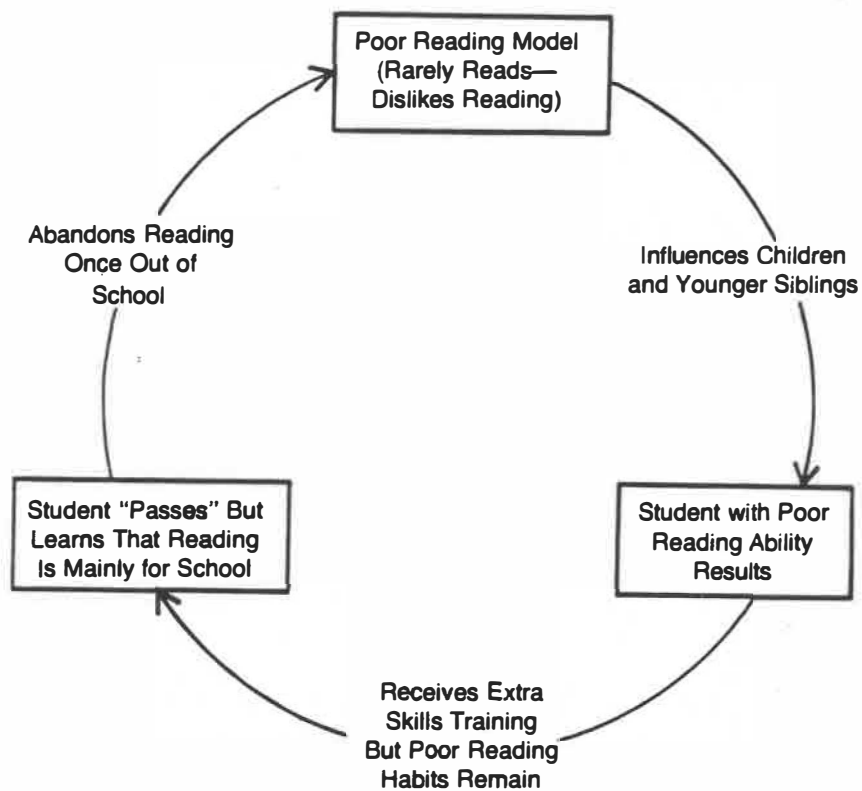 Poor Reading Model
(Rarely Reads—
Dislikes Reading)
Influences Children
and Younger Siblings
Student with Poor
Reading Ability
Results
Receives Extra
Skills Training
But Poor Reading
Habits Remain
Student “Passes” But
Learns That Reading
Is Mainly for School
Abandons Reading
Once Out of
School